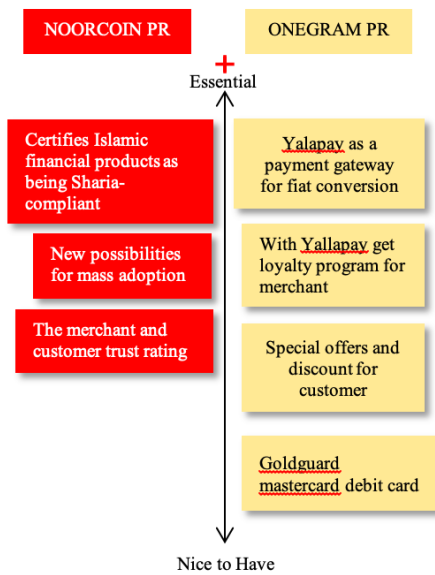 NOORCOIN PR
ONEGRAM PR
+
Essential
Certifies Islamic
financial products as
being Sharia-
compliant
New possibilities
for mass adoption
The merchant and
customer trust rating
Yalapay as a
payment gateway
for fiat conversion
With Yallapay get
loyalty program for
merchant
Special offers and
discount for
customer
Goldguard
mastercard debit card
Nice to Have